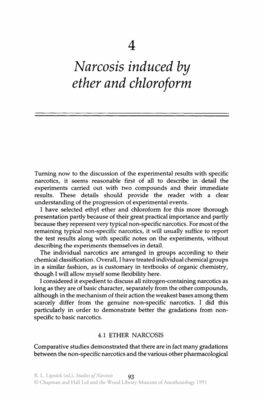 4
Narcosis induced by
ether and chloroform
Turning now to the discussion of the experimental results with specific
narcotics, it seems reasonable first of all to describe in detail the
experiments carried out with two compounds and their immediate
results. These details should provide the reader with a clear
understanding of the progression of experimental events.
I have selected ethyl ether and chloroform for this more thorough
presentation partly because of their great practical importance and partly
because they represent very typical non-specific narcotics. For most of the
remaining typical non-specific narcotics, it will usually suffice to report
the test results along with specific notes on the experiments, without
describing the experiments themselves in detail.
The individual narcotics are arranged in groups according to their
chemical classification. Overall, I have treated individual chemical groups
in a similar fashion, as is customary in textbooks of organic chemistry,
though I will allow myself some flexibility here.
I considered it expedient to discuss all nitrogen-containing narcotics as
long as they are of basic character, separately from the other compounds,
although in the mechanism of their action the weakest bases among them
scarcely differ from the genuine non-specific narcotics. I did this
particularly in order to demonstrate better the gradations from non-
specific to basic narcotics.
4.1 ETHER NARCOSIS
Comparative studies demonstrated that there are in fact many gradations
between the non-specific narcotics and the various other pharmacological
R. L. Lipnick (ed.), Studies of Narcosis
93
© Chapman and Hall Ltd and the Wood Library-Museum of Anesthesiology 1991